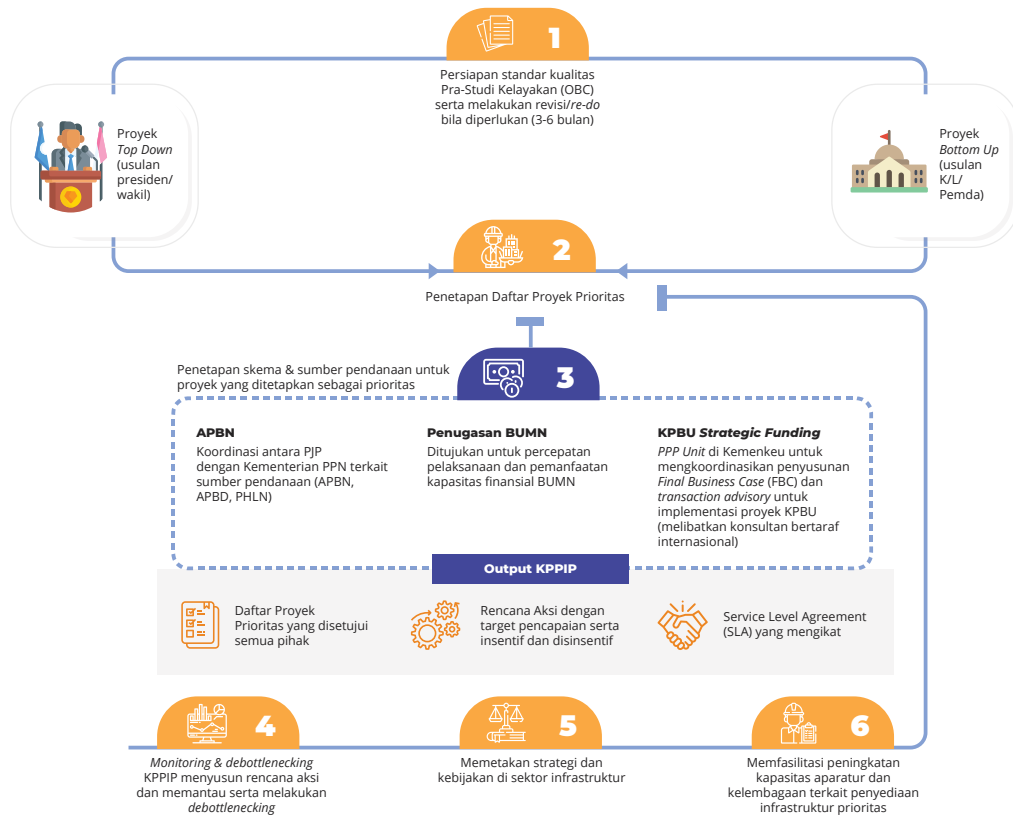 1
Persiapan standar kualitas
Pra-Studi Kelayakan (OBC)
serta melakukan revisi/re-do
bila diperlukan (3-6 bulan)
Proyek
Top Down
(usulan
presiden/
wakil)
Proyek
Bottom Up
(usulan
K/L/
Pemda)
2
Penetapan Daftar Proyek Prioritas
3
Penetapan skema & sumber pendanaan untuk
proyek yang ditetapkan sebagai prioritas
APBN
Koordinasi antara PJP
dengan Kementerian PPN terkait
sumber pendanaan (APBN,
APBD, PHLN)
Penugasan BUMN
Ditujukan untuk percepatan
pelaksanaan dan pemanfaatan
kapasitas finansial BUMN
KPBU Strategic Funding
PPP Unit di Kemenkeu untuk
mengkoordinasikan penyusunan
Final Business Case (FBC) dan
transaction advisory untuk
implementasi proyek KPBU
(melibatkan konsultan bertaraf
internasional)
Output KPPIP
Daftar Proyek
Prioritas yang disetujui
semua pihak
Rencana Aksi dengan
target pencapaian serta
insentif dan disinsentif
Service Level Agreement
(SLA) yang mengikat
4
Monitoring & debottlenecking
KPPIP menyusun rencana aksi
dan memantau serta melakukan
debottlenecking
5
Memetakan strategi dan
kebijakan di sektor infrastruktur
6
Memfasilitasi peningkatan
kapasitas aparatur dan
kelembagaan terkait penyediaan
infrastruktur prioritas